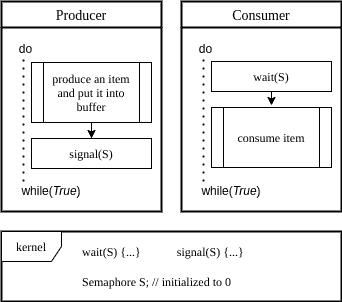 Producer
do
produce an item
and put it into
buffer
signal(S)
while(True)
Consumer
do
wait(S)
consume item
while(True)
kernel
wait(S) {...}
signal(S) {...}
Semaphore S; // initialized to 0